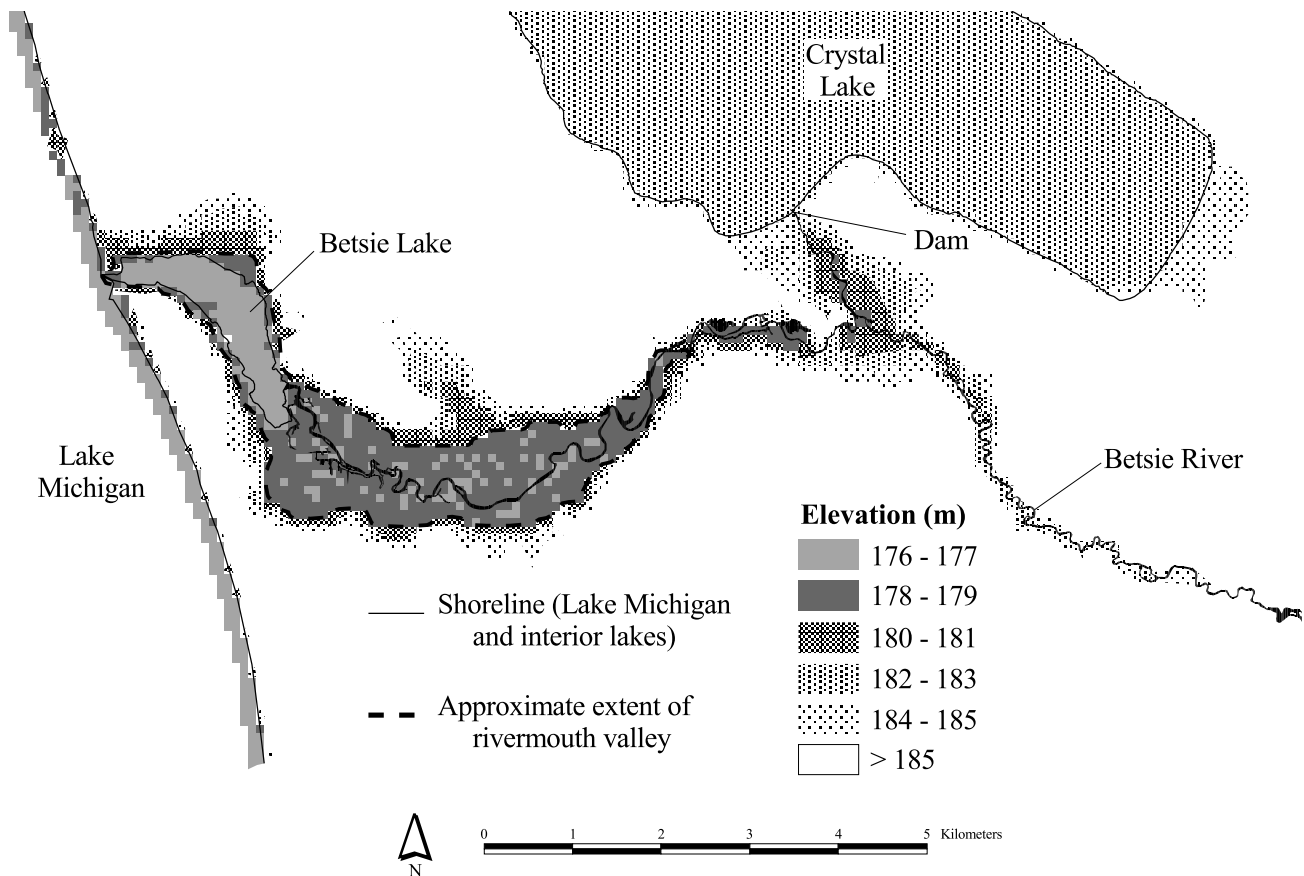 Crystal
Lake
Betsie Lake
Dam
Lake
Michigan
Betsie River
Elevation (m)
176 - 177
178 - 179
180 - 181
182 - 183
184 - 185
> 185
Shoreline (Lake Michigan
and interior lakes)
Approximate extent of
rivermouth valley
N
0 1 2 3 4 5 Kilometers